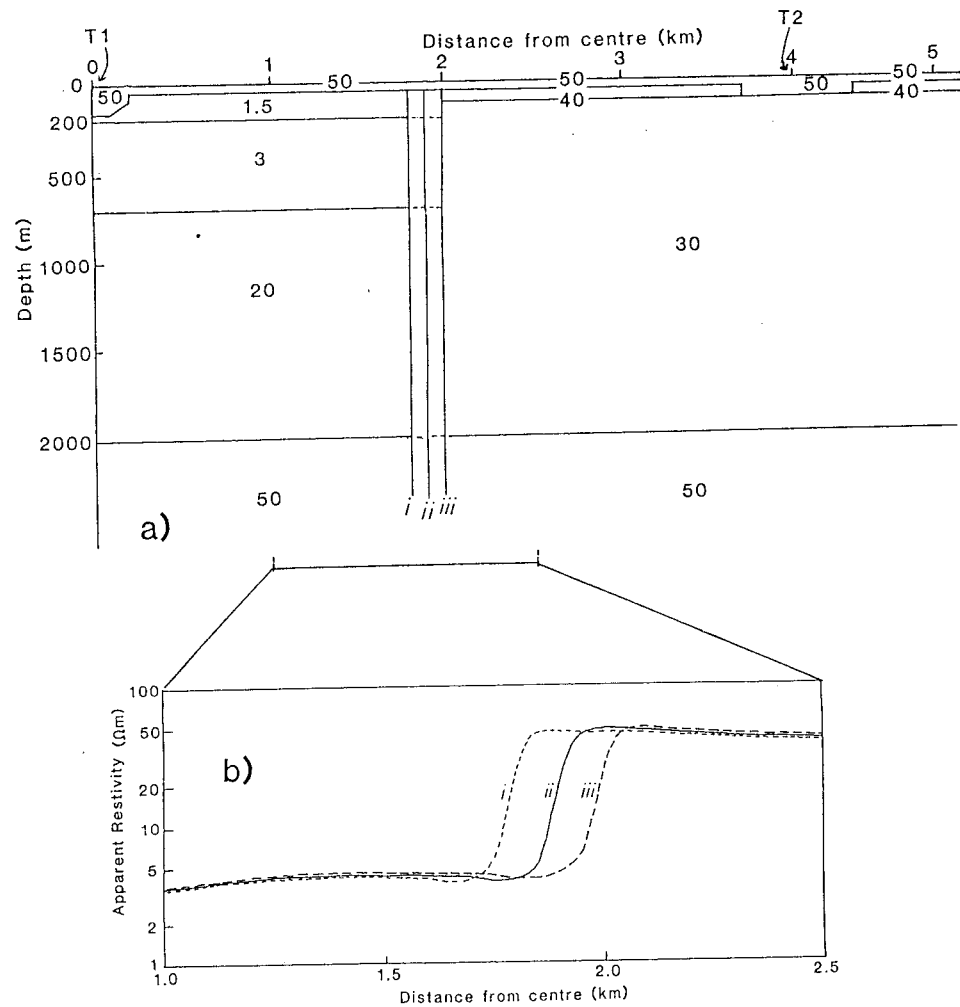 T1
T2
Distance from centre (km)
0 1 2 3 4 5
50 50 50
0 50 1.5 40 50 40
200
3
500
Depth (m)
30
1000
20
1500
2000
50 50
i ii iii
a)
100
50
20
10
5
2
1
Apparent Restivity (Ωm)
b)
i ii iii
1.0 1.5 2.0 2.5
Distance from centre (km)